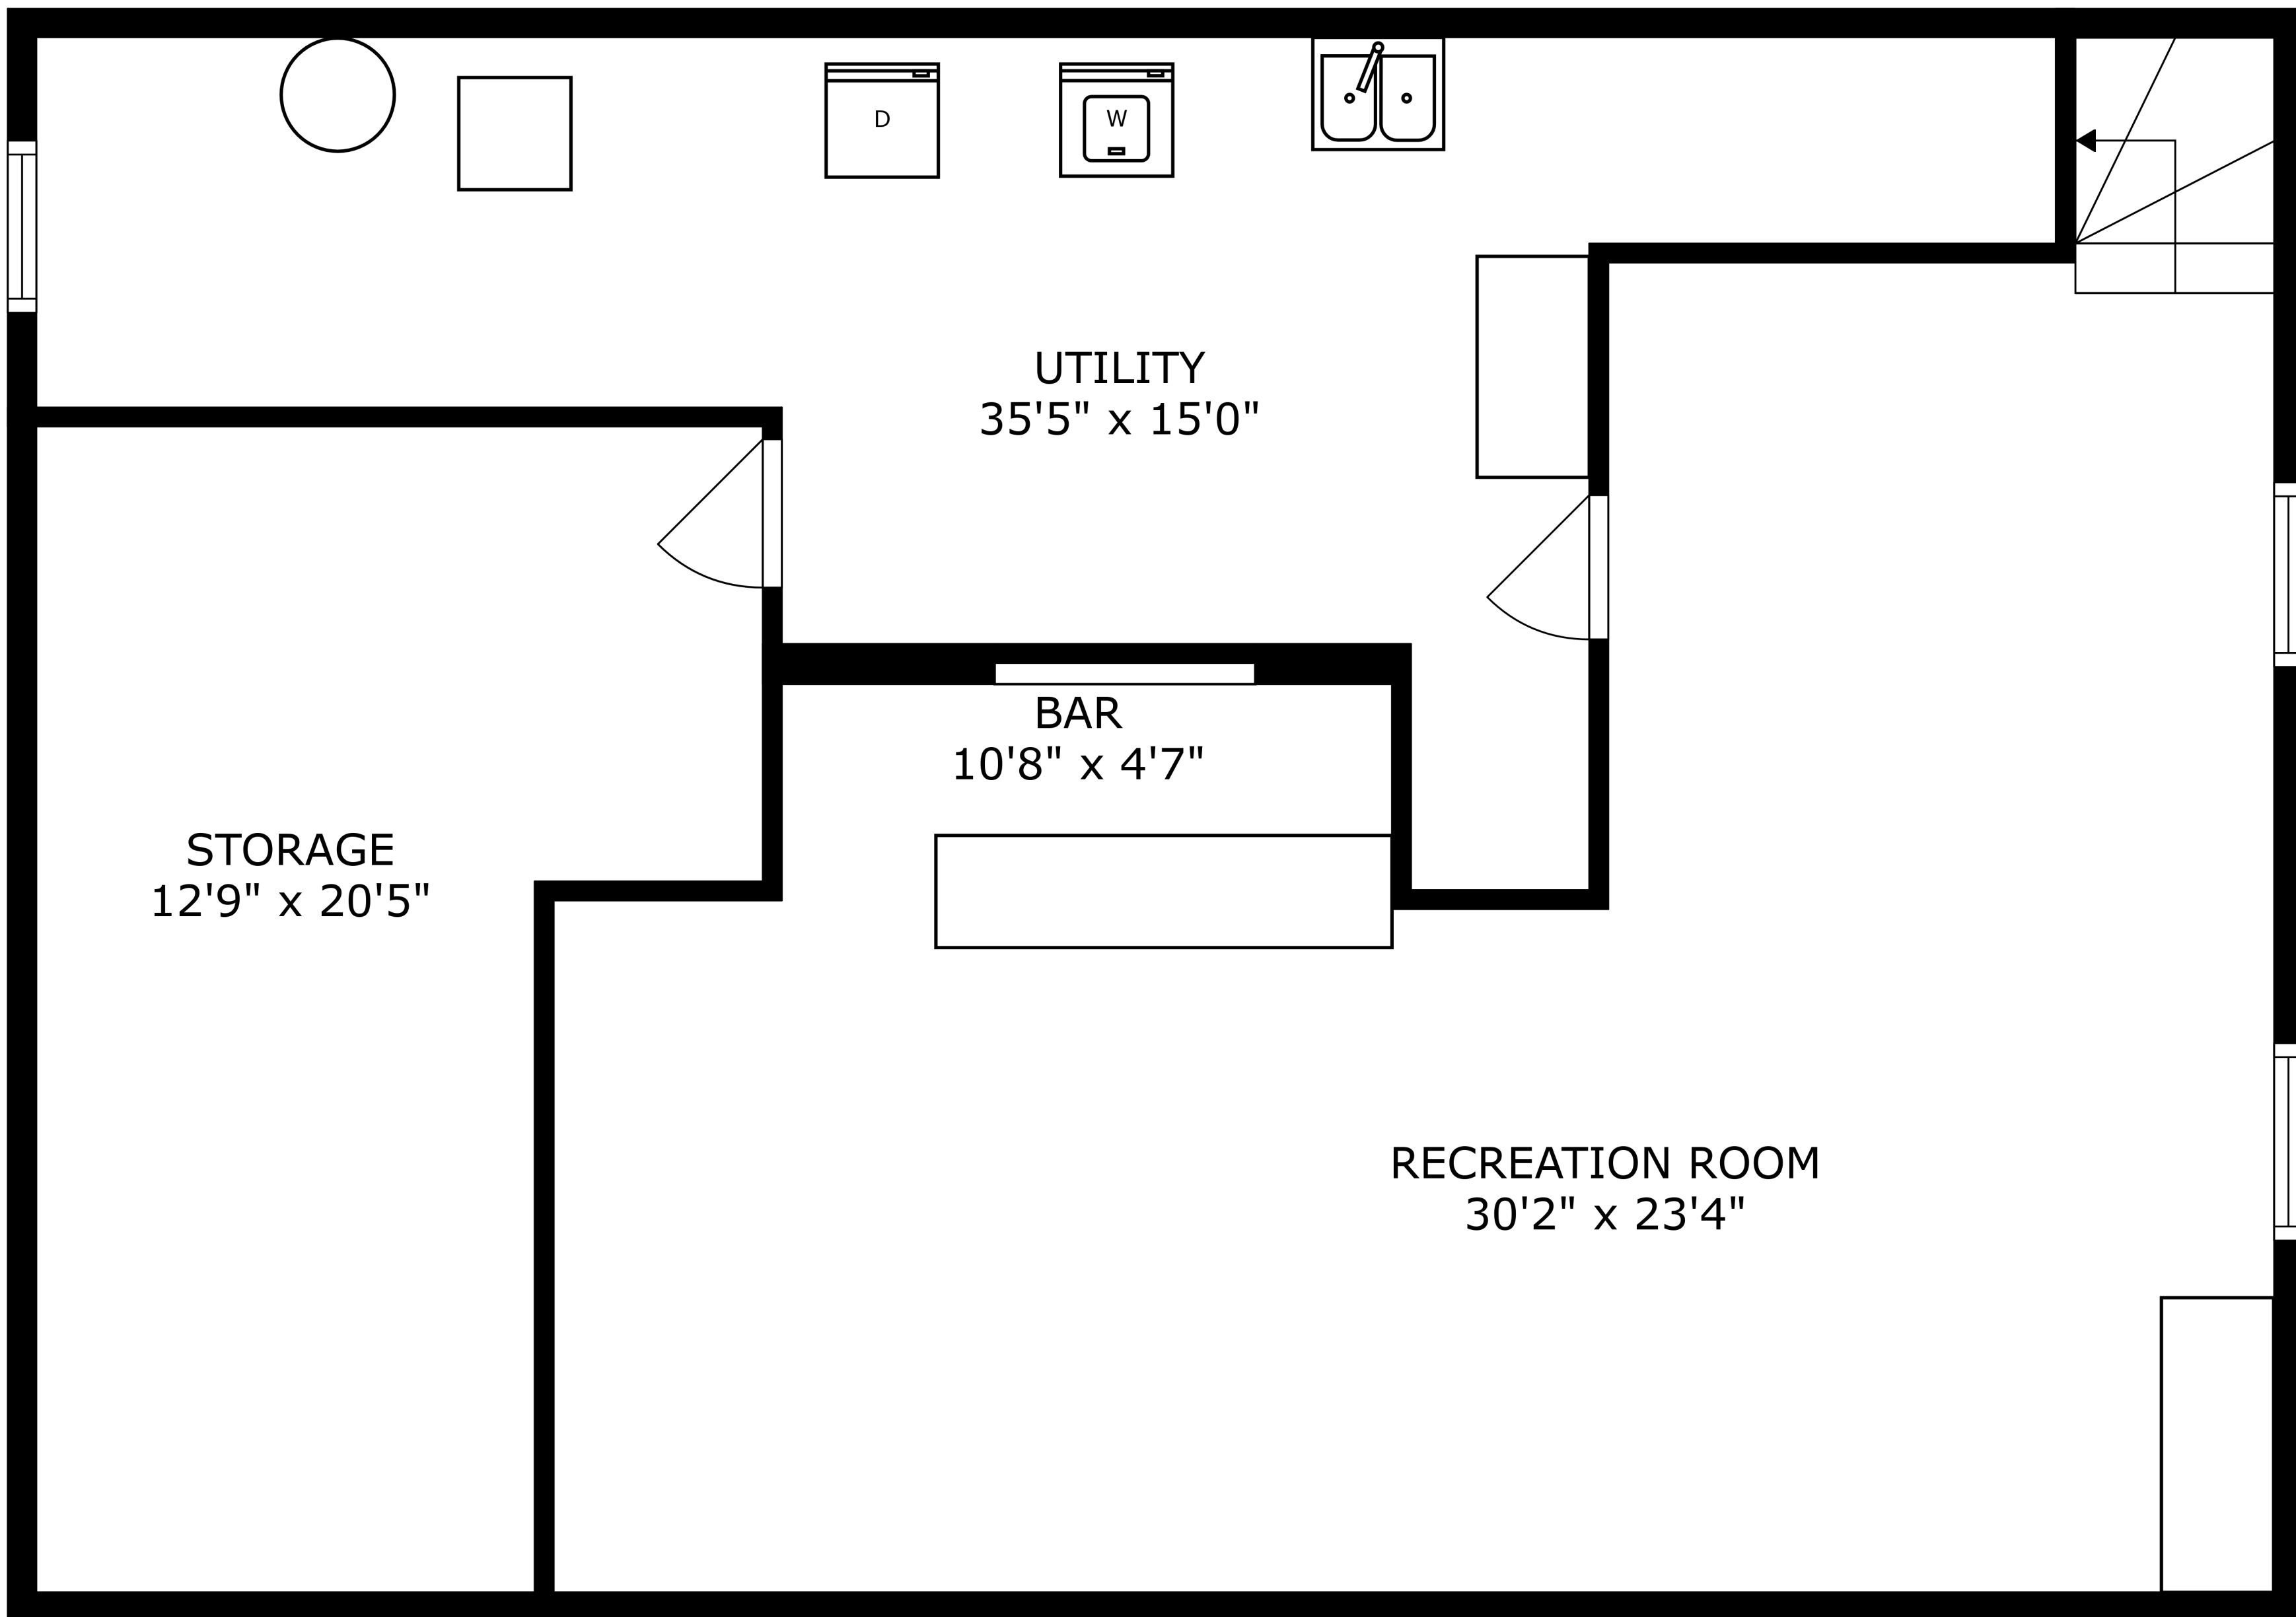 D
W
UTILITY
35'5" x 15'0"
BAR
10'8" x 4'7"
STORAGE
12'9" x 20'5"
RECREATION ROOM
30'2" x 23'4"